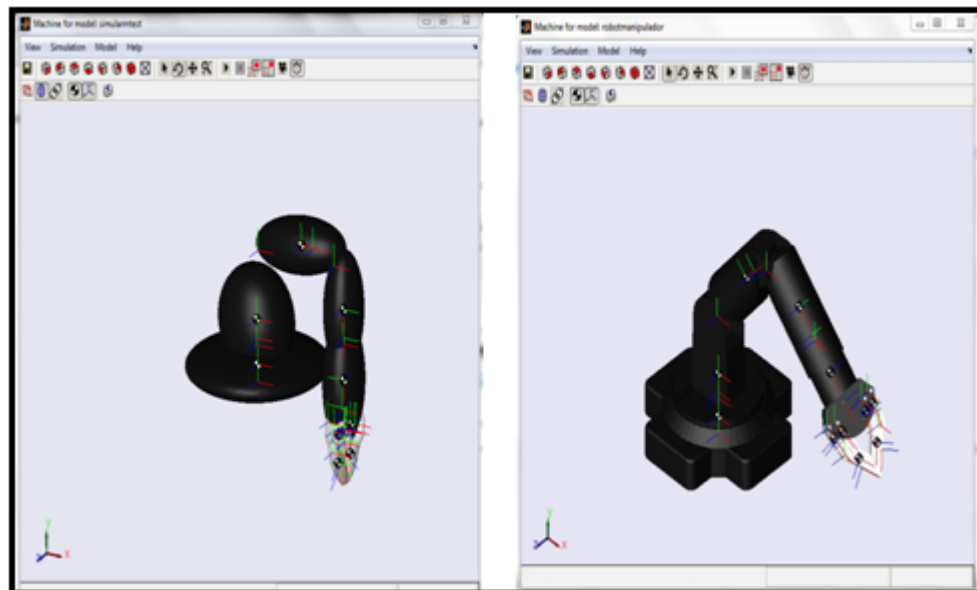 Machine for model: simularmtest
View Simulation Model Help
Y
Z X
Machine for model: robotmanipulador
View Simulation Model Help
Y
Z X